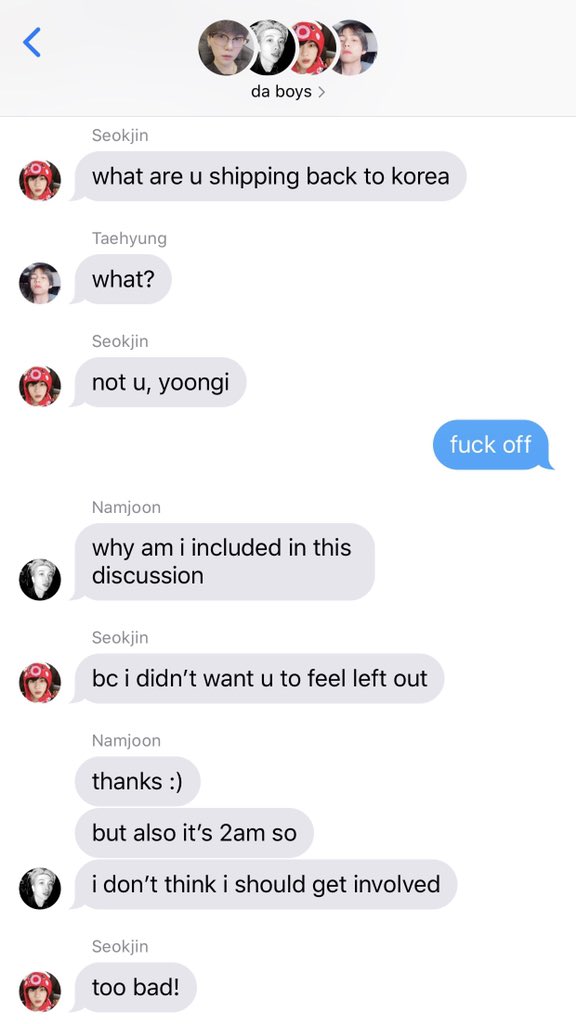 da boys
Seokjin
what are u shipping back to korea
Taehyung
what?
Seokjin
not u, yoongi
fuck off
Namjoon
why am i included in this
discussion
Seokjin
bc i didn’t want u to feel left out
Namjoon
thanks :)
but also it’s 2am so
i don’t think i should get involved
Seokjin
too bad!